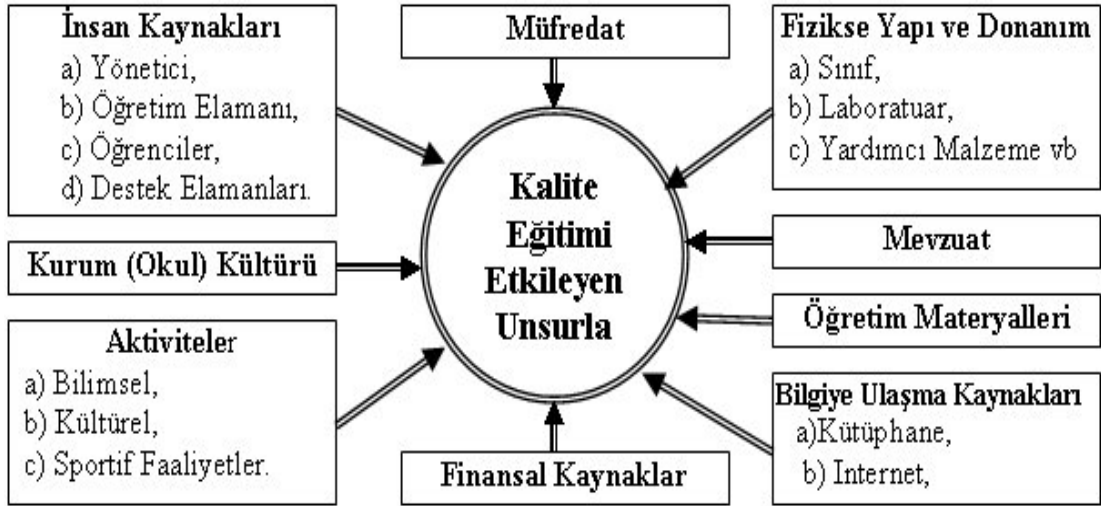 İnsan Kaynakları
a) Yönetici,
b) Öğretim Elamanı,
c) Öğrenciler,
d) Destek Elamanları.
Müfredat
Fizikse Yapı ve Donanım
a) Sınıf,
b) Laboratuar,
c) Yardımcı Malzeme vb
Kurum (Okul) Kültürü
Kalite
Eğitimi
Etkileyen
Unsurla
Mevzuat
Öğretim Materyalleri
Aktiviteler
a) Bilimsel,
b) Kültürel,
c) Sportif Faaliyetler.
Finansal Kaynaklar
Bilgiye Ulaşma Kaynakları
a)Kütüphane,
b) Internet,